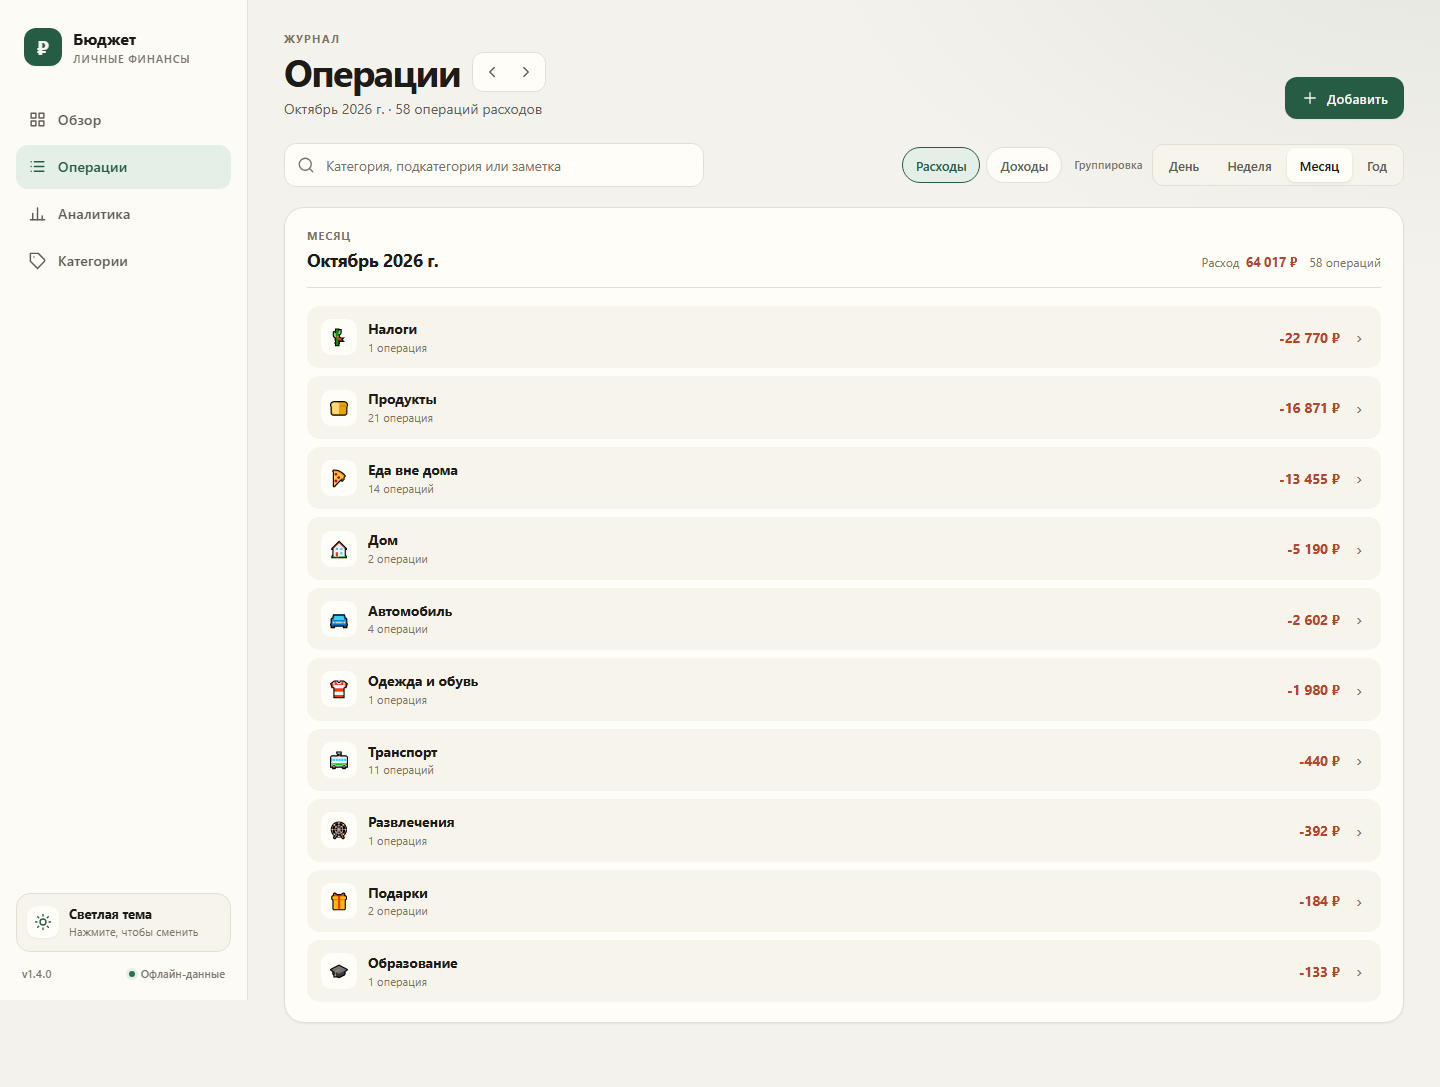 ₽
Бюджет
ЛИЧНЫЕ ФИНАНСЫ
Обзор
Операции
Аналитика
Категории
Светлая тема
Нажмите, чтобы сменить
v1.4.0
Офлайн-данные
ЖУРНАЛ
Операции
Октябрь 2026 г. · 58 операций расходов
Добавить
Категория, подкатегория или заметка
Расходы
Доходы
Группировка
День
Неделя
Месяц
Год
МЕСЯЦ
Октябрь 2026 г.
Расход 64 017 ₽ 58 операций
Налоги
1 операция
-22 770 ₽
Продукты
21 операция
-16 871 ₽
Еда вне дома
14 операций
-13 455 ₽
Дом
2 операции
-5 190 ₽
Автомобиль
4 операции
-2 602 ₽
Одежда и обувь
1 операция
-1 980 ₽
Транспорт
11 операций
-440 ₽
Развлечения
1 операция
-392 ₽
Подарки
2 операции
-184 ₽
Образование
1 операция
-133 ₽